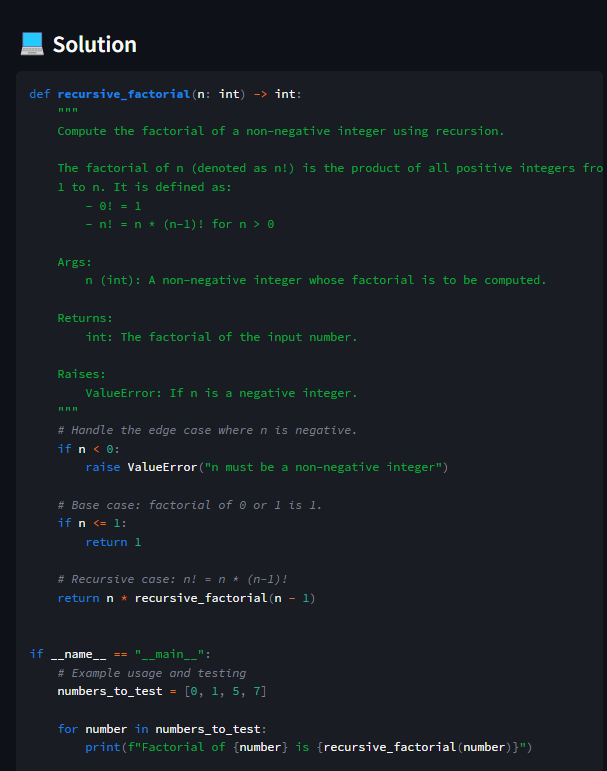 💻 Solution
def recursive_factorial(n: int) -> int:
    """
    Compute the factorial of a non-negative integer using recursion.

    The factorial of n (denoted as n!) is the product of all positive integers fro
    1 to n. It is defined as:
        - 0! = 1
        - n! = n * (n-1)! for n > 0

    Args:
        n (int): A non-negative integer whose factorial is to be computed.

    Returns:
        int: The factorial of the input number.

    Raises:
        ValueError: If n is a negative integer.
    """
    # Handle the edge case where n is negative.
    if n < 0:
        raise ValueError("n must be a non-negative integer")

    # Base case: factorial of 0 or 1 is 1.
    if n <= 1:
        return 1

    # Recursive case: n! = n * (n-1)!
    return n * recursive_factorial(n - 1)


if __name__ == "__main__":
    # Example usage and testing
    numbers_to_test = [0, 1, 5, 7]

    for number in numbers_to_test:
        print(f"Factorial of {number} is {recursive_factorial(number)}")